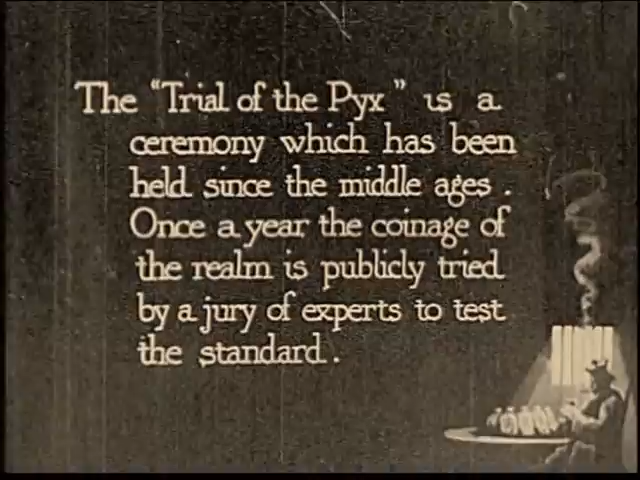 The "Trial of the Pyx" is a
ceremony which has been
held since the middle ages.
Once a year the coinage of
the realm is publicly tried
by a jury of experts to test
the standard.